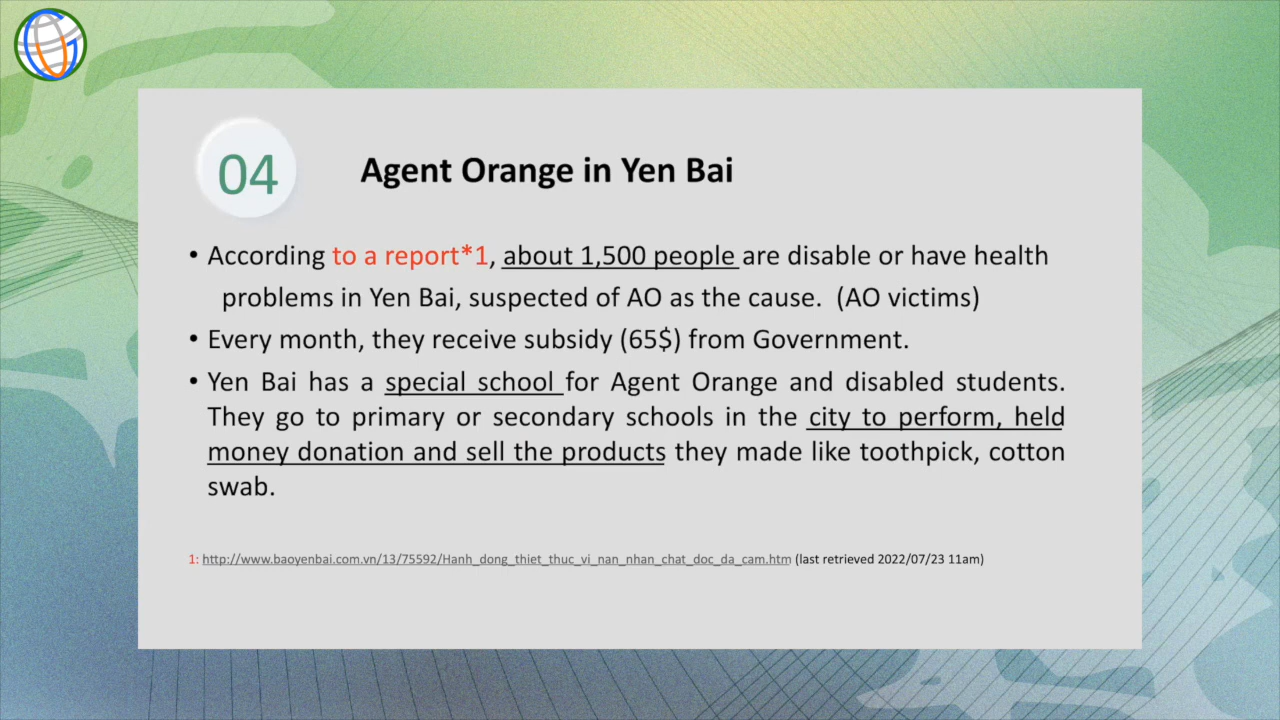 04
Agent Orange in Yen Bai
• According to a report*1, about 1,500 people are disable or have health
problems in Yen Bai, suspected of AO as the cause.  (AO victims)
• Every month, they receive subsidy (65$) from Government.
• Yen Bai has a special school for Agent Orange and disabled students.
They go to primary or secondary schools in the city to perform, held
money donation and sell the products they made like toothpick, cotton
swab.
1: http://www.baoyenbai.com.vn/13/75592/Hanh_dong_thiet_thuc_vi_nan_nhan_chat_doc_da_cam.htm (last retrieved 2022/07/23 11am)